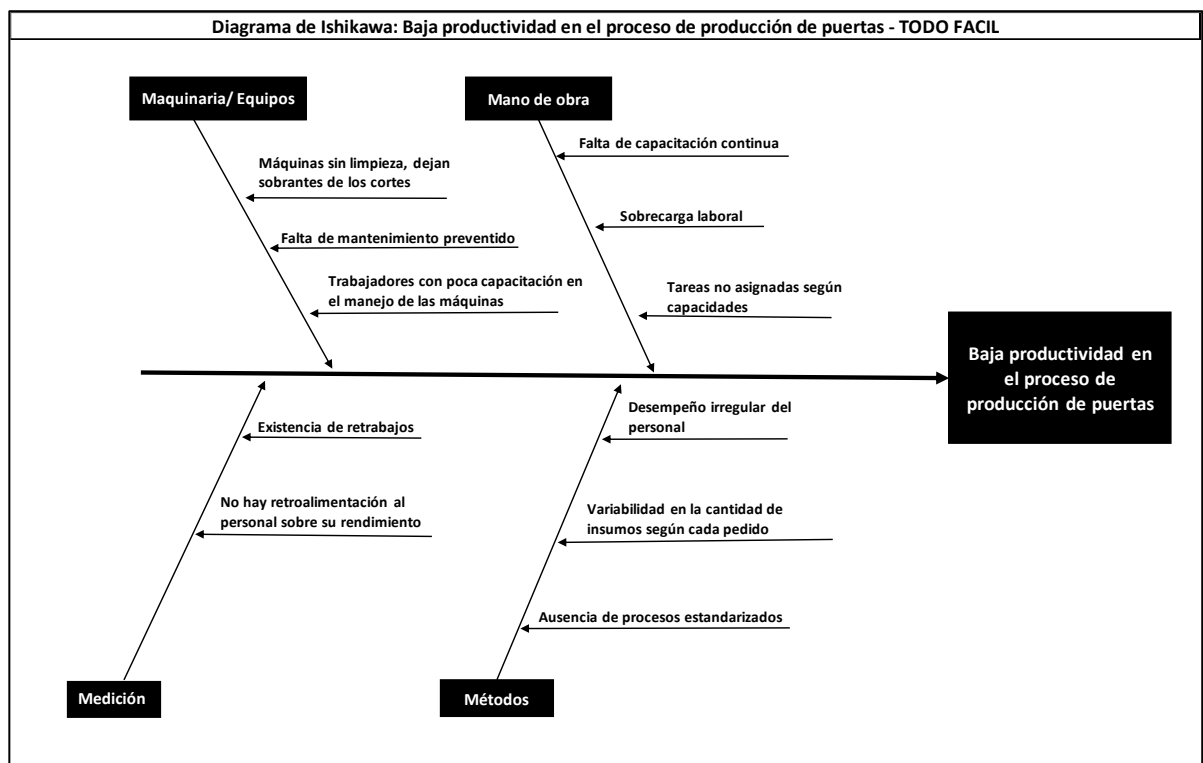 Diagrama de Ishikawa: Baja productividad en el proceso de producción de puertas - TODO FACIL
Maquinaria/ Equipos
Mano de obra
Falta de capacitación continua
Máquinas sin limpieza, dejan
sobrantes de los cortes
Sobrecarga laboral
Falta de mantenimiento preventido
Trabajadores con poca capacitación en
el manejo de las máquinas
Tareas no asignadas según
capacidades
Baja productividad en
el proceso de
producción de puertas
Desempeño irregular del
personal
Existencia de retrabajos
No hay retroalimentación al
personal sobre su rendimiento
Variabilidad en la cantidad de
insumos según cada pedido
Ausencia de procesos estandarizados
Medición
Métodos